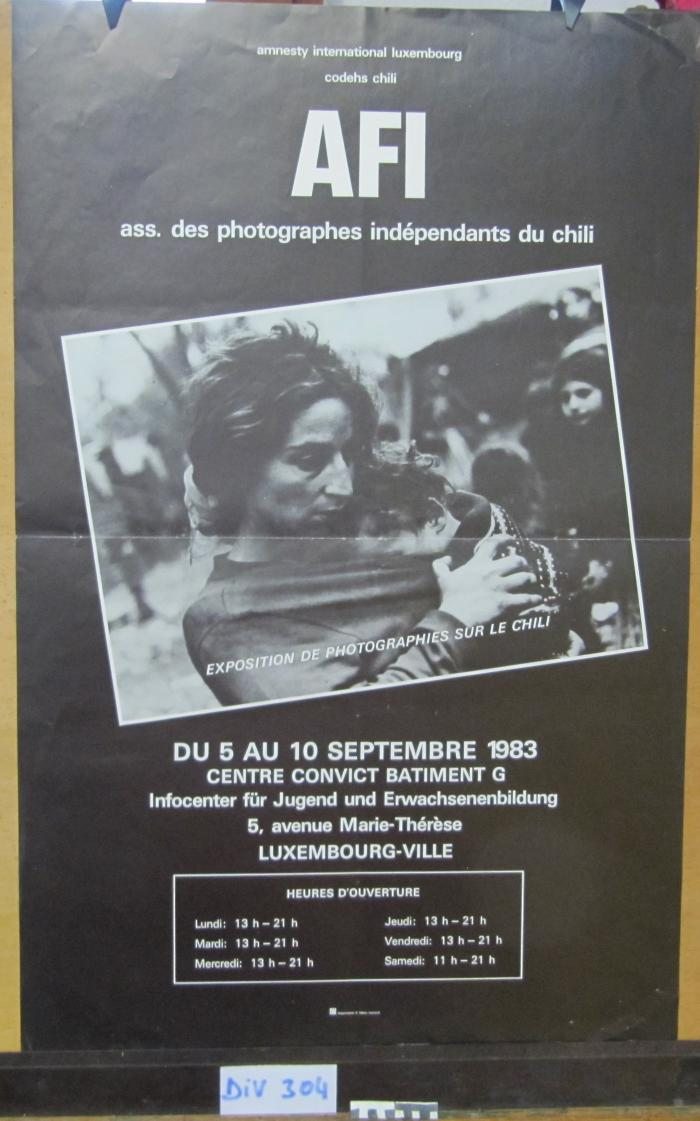 amnesty international luxembourg
codehs chili
AFI
ass. des photographes indépendants du chili
EXPOSITION DE PHOTOGRAPHIES SUR LE CHILI
DU 5 AU 10 SEPTEMBRE 1983
CENTRE CONVICT BATIMENT G
Infocenter für Jugend und Erwachsenenbildung
5, avenue Marie-Thérèse
LUXEMBOURG-VILLE
HEURES D'OUVERTURE
Lundi: 13 h – 21 h
Mardi: 13 h – 21 h
Mercredi: 13 h – 21 h
Jeudi: 13 h – 21 h
Vendredi: 13 h – 21 h
Samedi: 11 h – 21 h
DiV 304